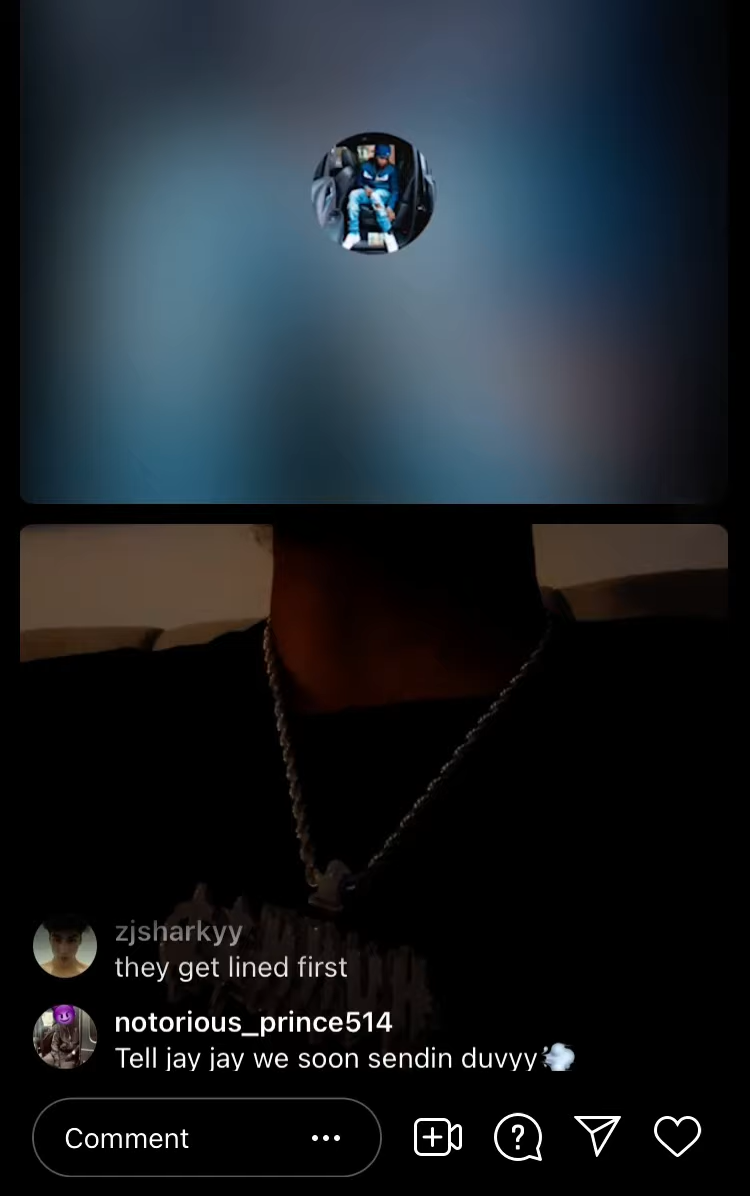 zjsharkyy
they get lined first
notorious_prince514
Tell jay jay we soon sendin duvyy💨
Comment